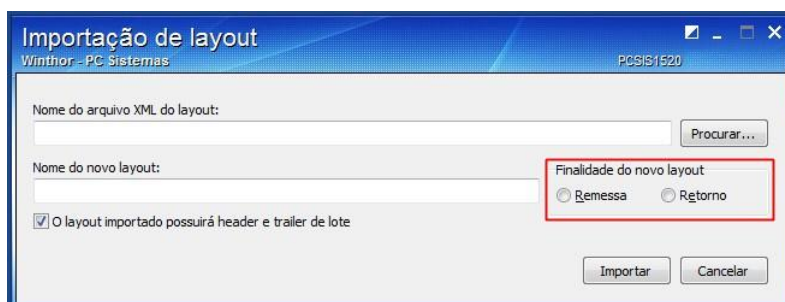 Importação de layout
Winthor - PC Sistemas
PCSIS1520
Nome do arquivo XML do layout:
Procurar...
Nome do novo layout:
Finalidade do novo layout
Remessa
Retorno
O layout importado possuirá header e trailer de lote
Importar
Cancelar